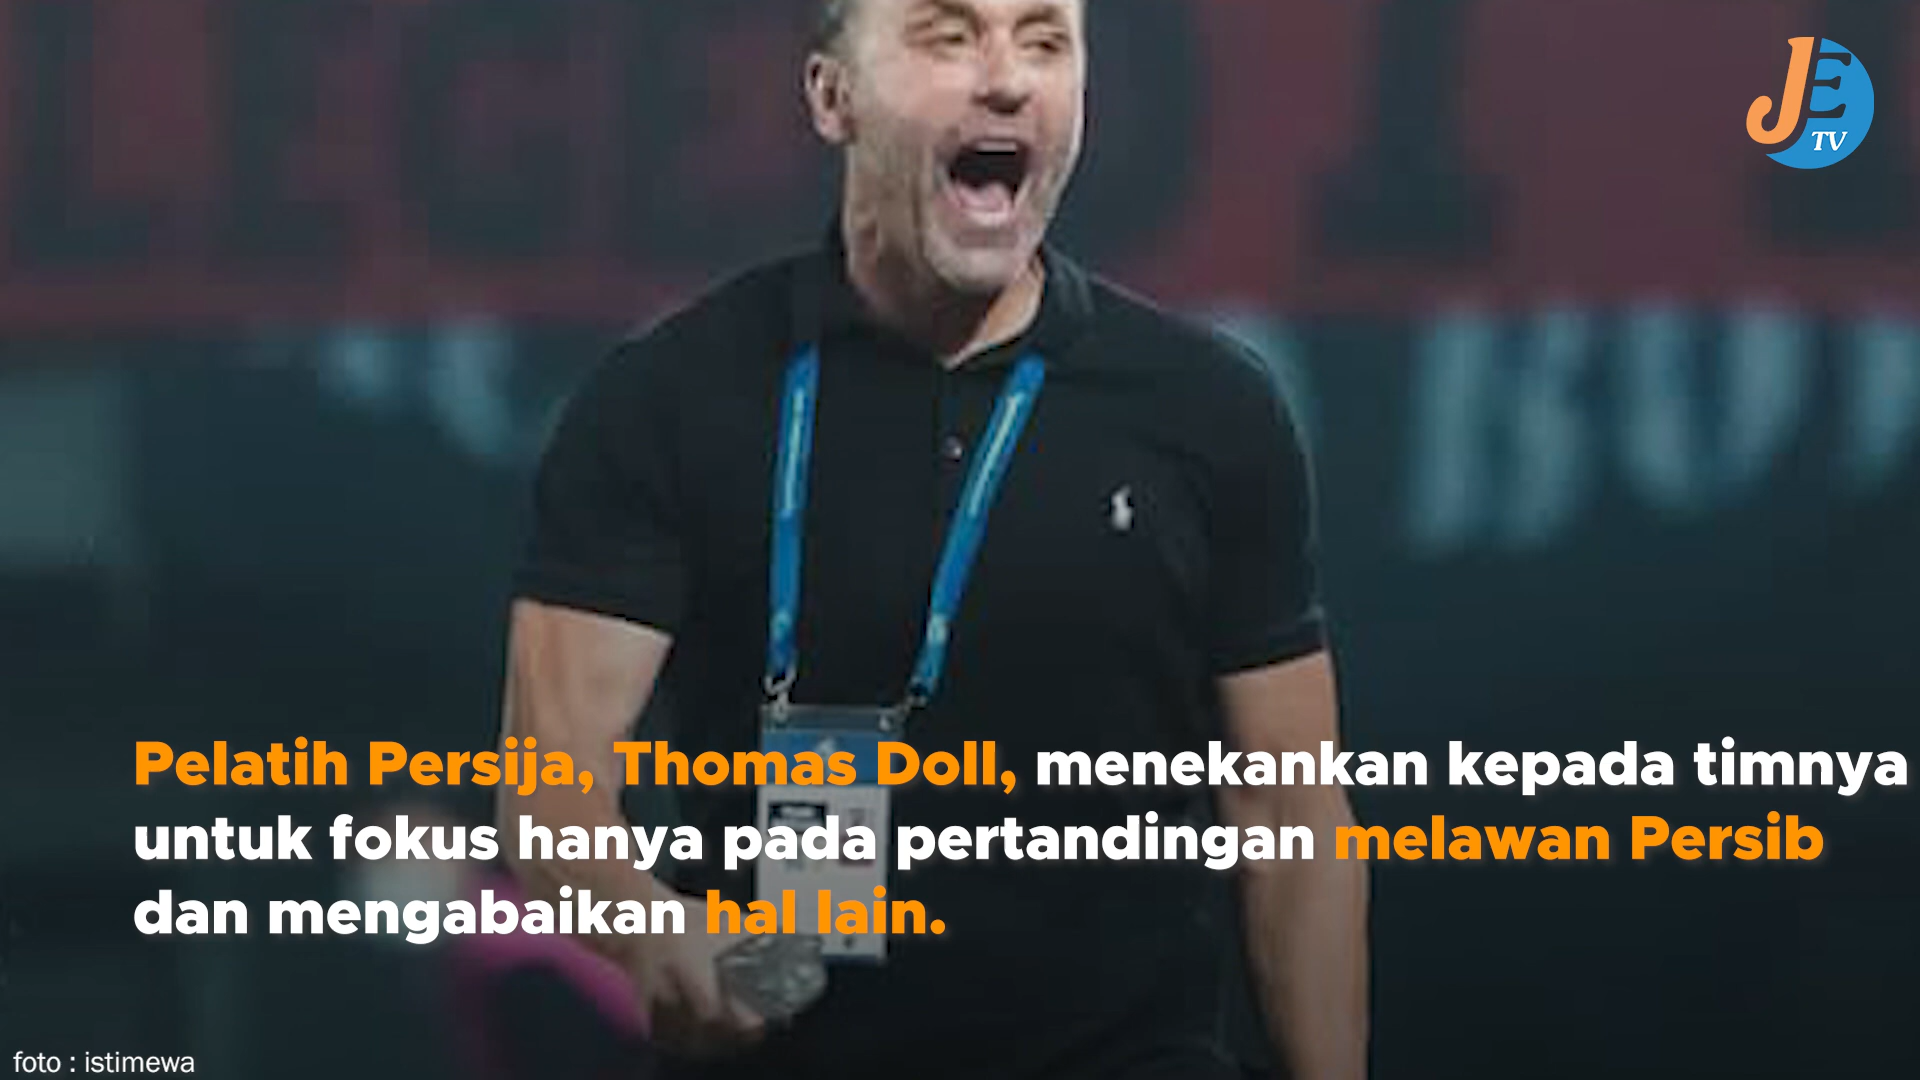 LEGEND
JE
TV
Pelatih Persija, Thomas Doll, menekankan kepada timnya
untuk fokus hanya pada pertandingan melawan Persib
dan mengabaikan hal lain.
foto : istimewa